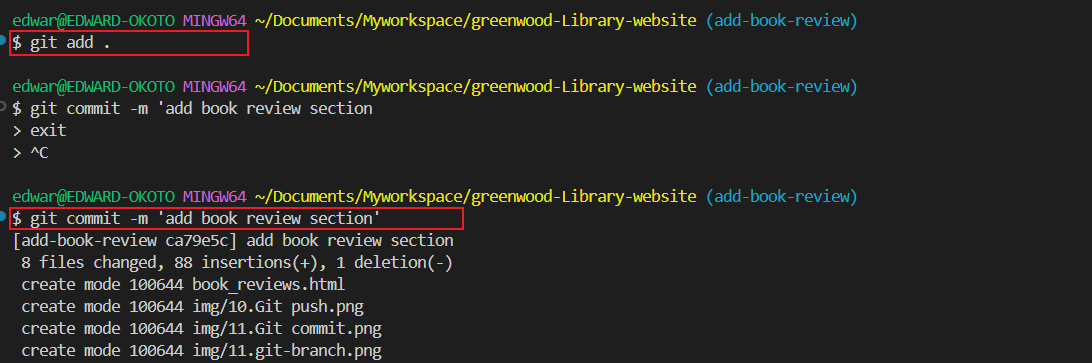 edwar@EDWARD-OKOTO MINGW64 ~/Documents/Myworkspace/greenwood-Library-website (add-book-review)
$ git add .
edwar@EDWARD-OKOTO MINGW64 ~/Documents/Myworkspace/greenwood-Library-website (add-book-review)
$ git commit -m 'add book review section
> exit
> ^C
edwar@EDWARD-OKOTO MINGW64 ~/Documents/Myworkspace/greenwood-Library-website (add-book-review)
$ git commit -m 'add book review section'
[add-book-review ca79e5c] add book review section
8 files changed, 88 insertions(+), 1 deletion(-)
create mode 100644 book_reviews.html
create mode 100644 img/10.Git push.png
create mode 100644 img/11.Git commit.png
create mode 100644 img/11.git-branch.png